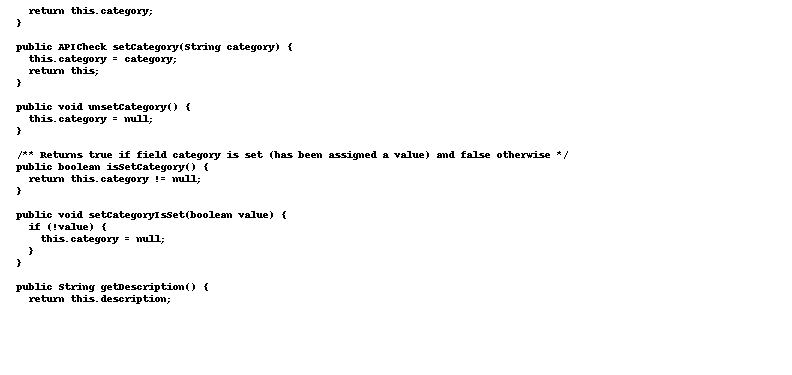 return this.category;
}
public APICheck setCategory(String category) {
this.category = category;
return this;
}
public void unsetCategory() {
this.category = null;
}
/** Returns true if field category is set (has been assigned a value) and false otherwise */
public boolean isSetCategory() {
return this.category != null;
}
public void setCategoryIsSet(boolean value) {
if (!value) {
this.category = null;
}
}
public String getDescription() {
return this.description;